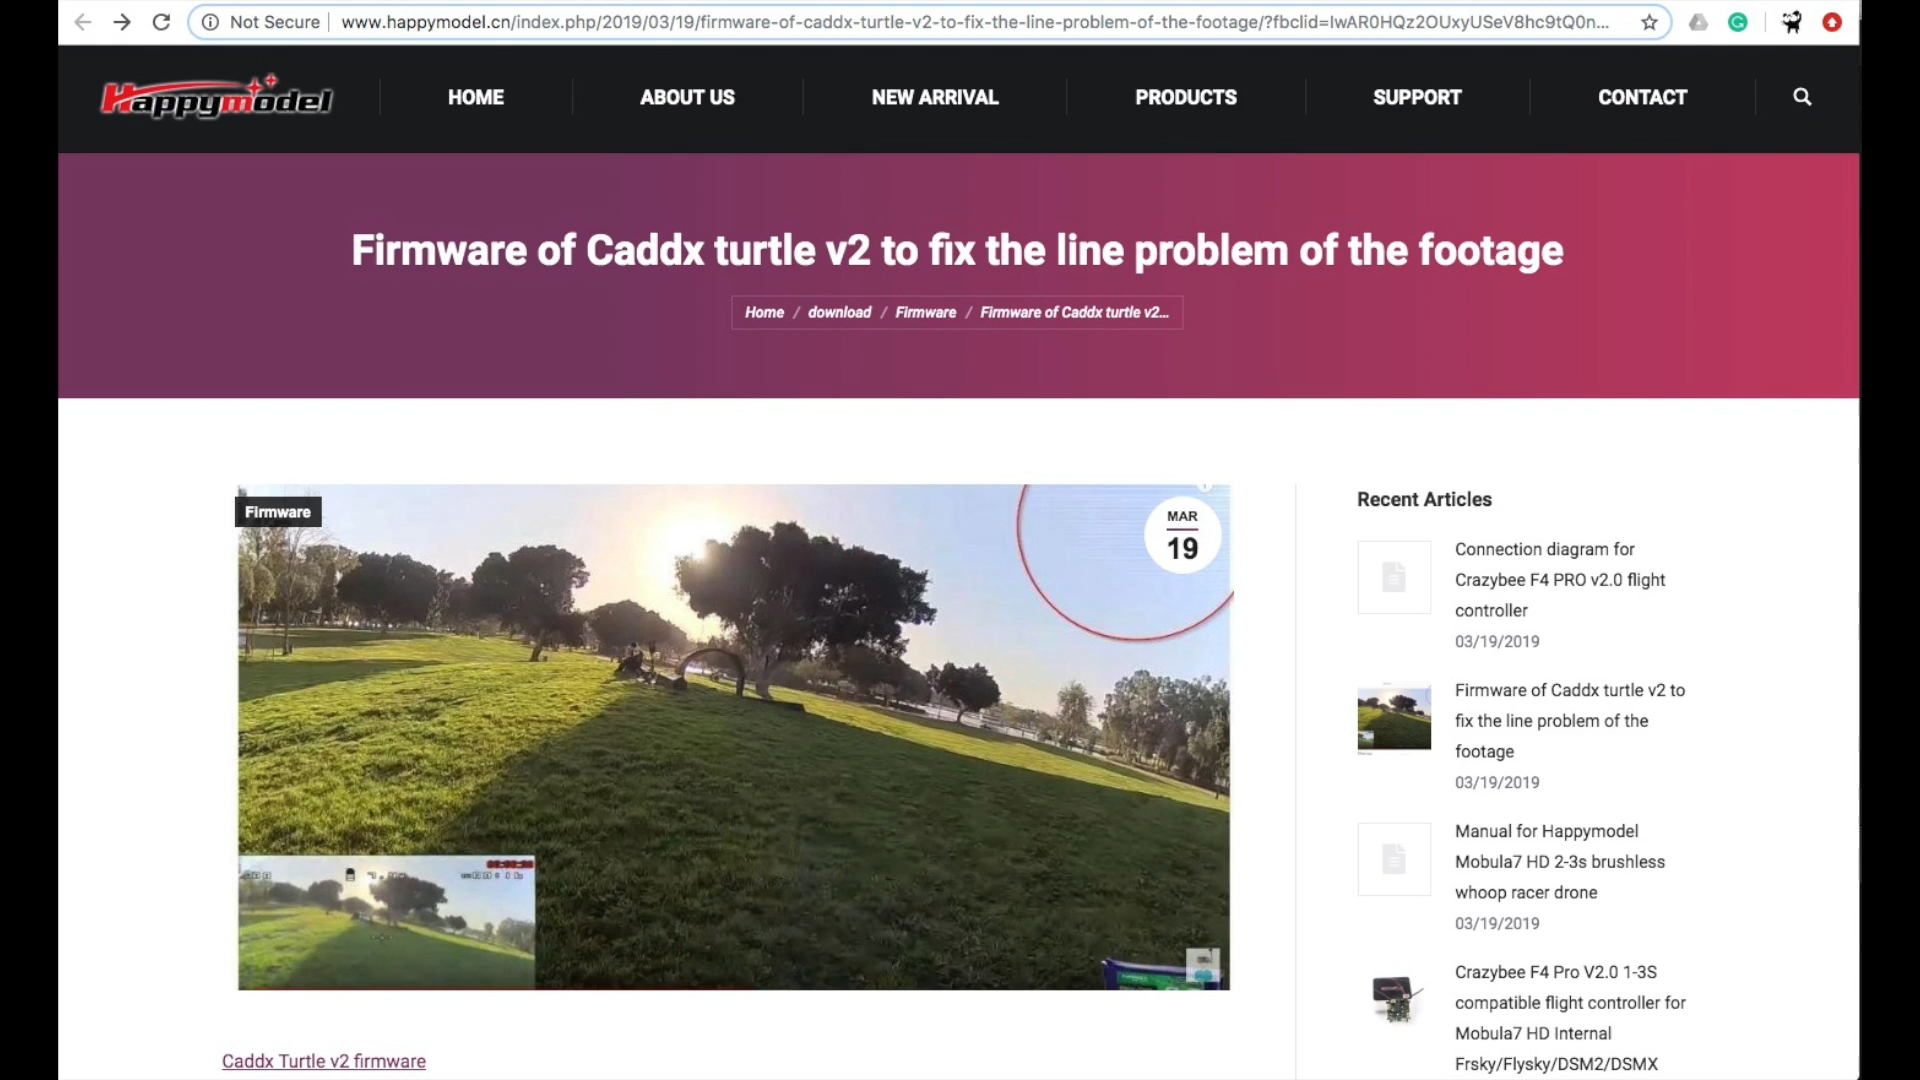 Not Secure
www.happymodel.cn/index.php/2019/03/19/firmware-of-caddx-turtle-v2-to-fix-the-line-problem-of-the-footage/?fbclid=IwAR0HQz2OUxyUSeV8hc9tQ0n...
Happymodel
HOME
ABOUT US
NEW ARRIVAL
PRODUCTS
SUPPORT
CONTACT
Firmware of Caddx turtle v2 to fix the line problem of the footage
Home / download / Firmware / Firmware of Caddx turtle v2...
Firmware
MAR
19
Caddx Turtle v2 firmware
Recent Articles
Connection diagram for
Crazybee F4 PRO v2.0 flight
controller
03/19/2019
Firmware of Caddx turtle v2 to
fix the line problem of the
footage
03/19/2019
Manual for Happymodel
Mobula7 HD 2-3s brushless
whoop racer drone
03/19/2019
Crazybee F4 Pro V2.0 1-3S
compatible flight controller for
Mobula7 HD Internal
Frsky/Flysky/DSM2/DSMX